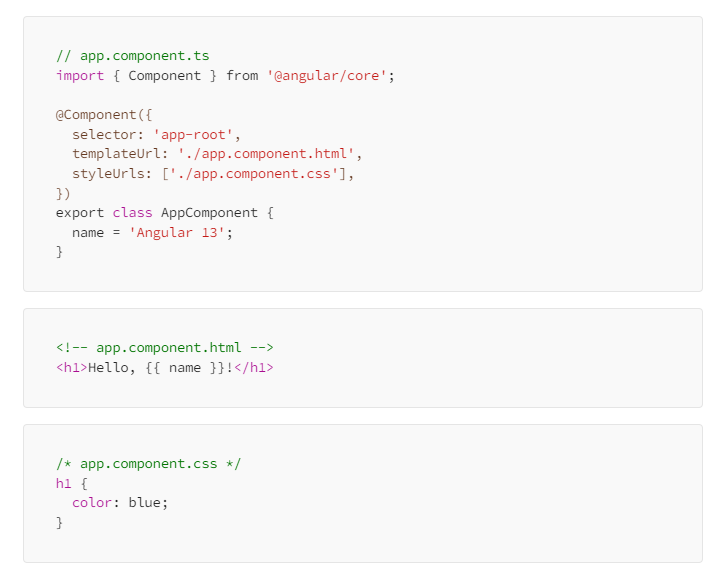 // app.component.ts
import { Component } from '@angular/core';
@Component({
  selector: 'app-root',
  templateUrl: './app.component.html',
  styleUrls: ['./app.component.css'],
})
export class AppComponent {
  name = 'Angular 13';
}
<!-- app.component.html -->
<h1>Hello, {{ name }}!</h1>
/* app.component.css */
h1 {
  color: blue;
}